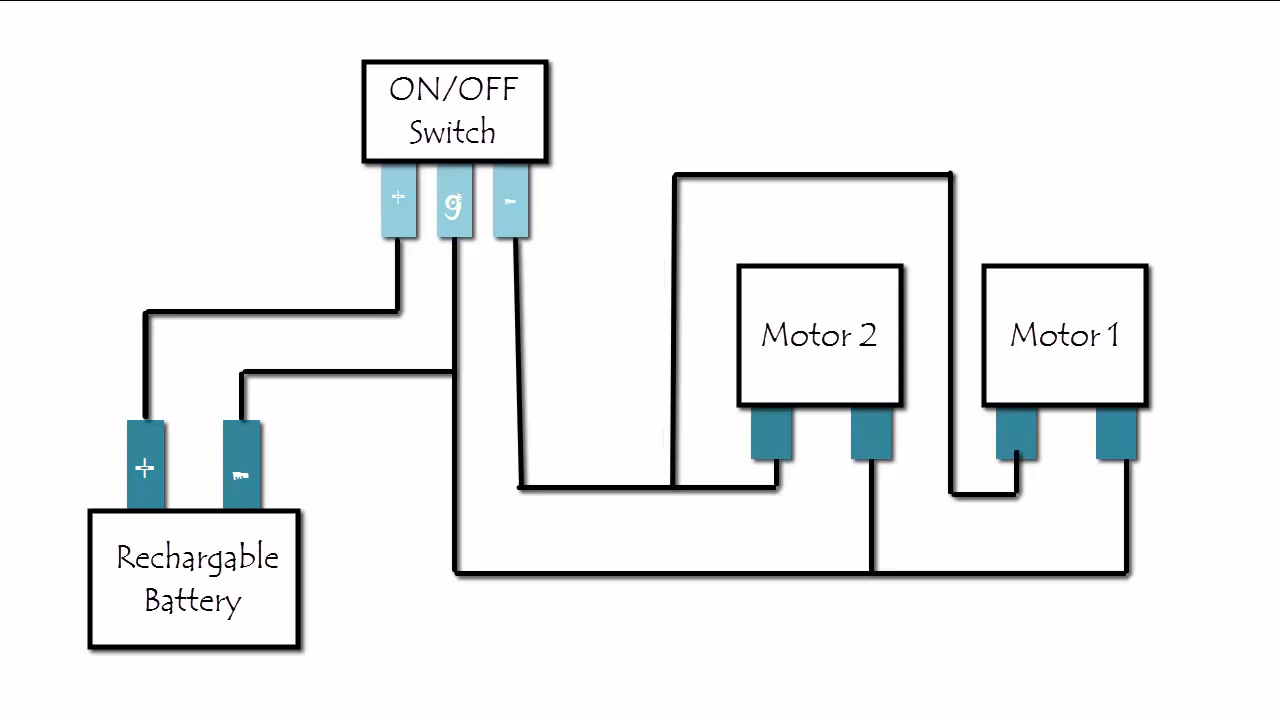 ON/OFF
Switch
+
g
-
Motor 2
Motor 1
+
-
Rechargable
Battery